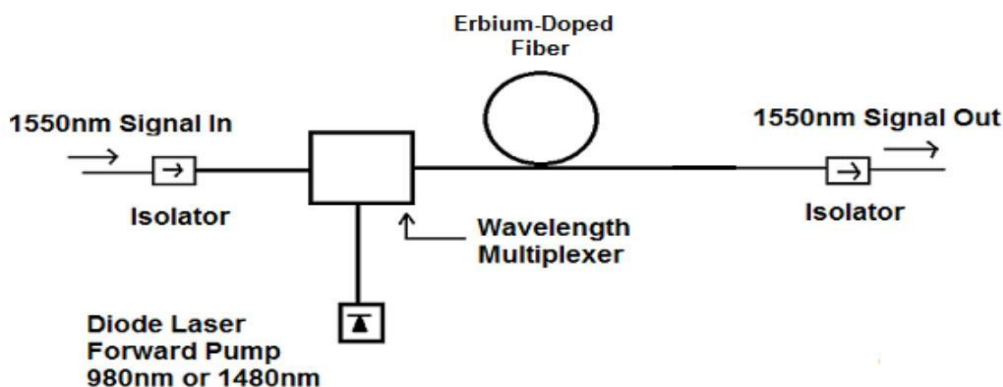 Erbium-Doped
Fiber
1550nm Signal In
1550nm Signal Out
Isolator
Isolator
Wavelength
Multiplexer
Diode Laser
Forward Pump
980nm or 1480nm